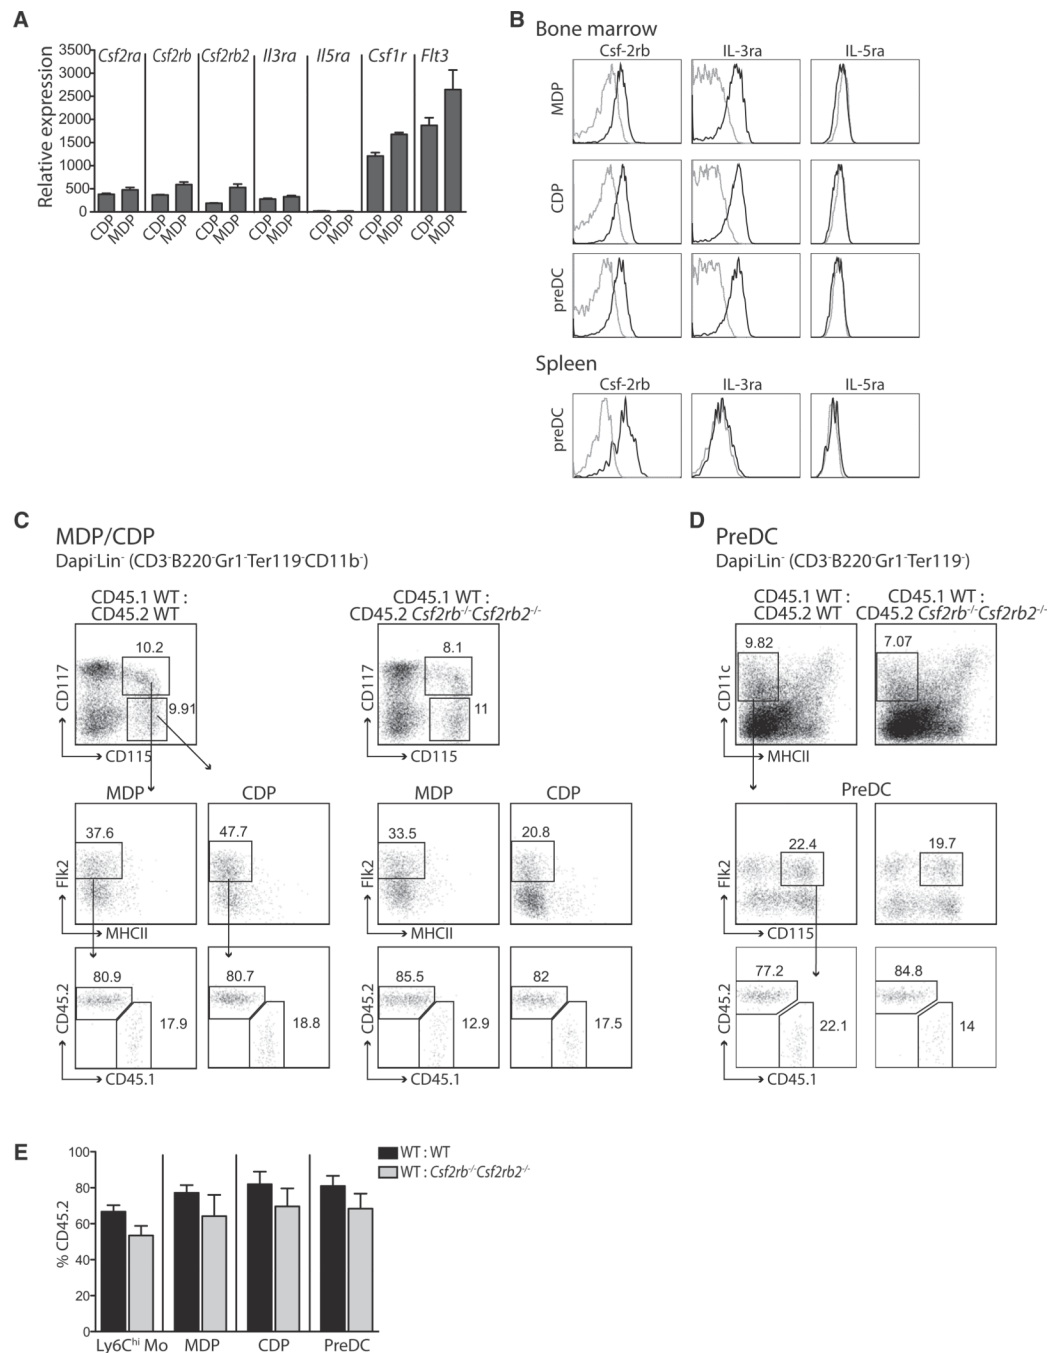 A
Csf2ra Csf2rb Csf2rb2 Il3ra Il5ra Csf1r Flt3
Relative expression
3500
3000
2500
2000
1500
1000
500
0
CDP MDP CDP MDP CDP MDP CDP MDP CDP MDP CDP MDP CDP MDP
B
Bone marrow
Csf-2rb IL-3ra IL-5ra
MDP
CDP
preDC
Spleen
Csf-2rb IL-3ra IL-5ra
preDC
C
MDP/CDP
Dapi⁻Lin⁻ (CD3⁻B220⁻Gr1⁻Ter119⁻CD11b⁻)
CD45.1 WT :
CD45.2 WT
CD45.1 WT :
CD45.2 Csf2rb⁻/⁻Csf2rb2⁻/⁻
CD117
10.2
9.91
CD115
CD117
8.1
11
CD115
MDP CDP MDP CDP
Flk2
37.6
47.7
MHCII
Flk2
33.5
20.8
MHCII
CD45.2
80.9
17.9
80.7
18.8
CD45.1
CD45.2
85.5
12.9
82
17.5
CD45.1
D
PreDC
Dapi⁻Lin⁻ (CD3⁻B220⁻Gr1⁻Ter119⁻)
CD45.1 WT :
CD45.2 WT
CD45.1 WT :
CD45.2 Csf2rb⁻/⁻Csf2rb2⁻/⁻
CD11c
9.82
7.07
MHCII
PreDC
Flk2
22.4
19.7
CD115
CD45.2
77.2
22.1
84.8
14
CD45.1
E
% CD45.2
100
80
60
40
20
0
Ly6Cʰⁱ Mo MDP CDP PreDC
WT : WT
WT : Csf2rb⁻/⁻Csf2rb2⁻/⁻